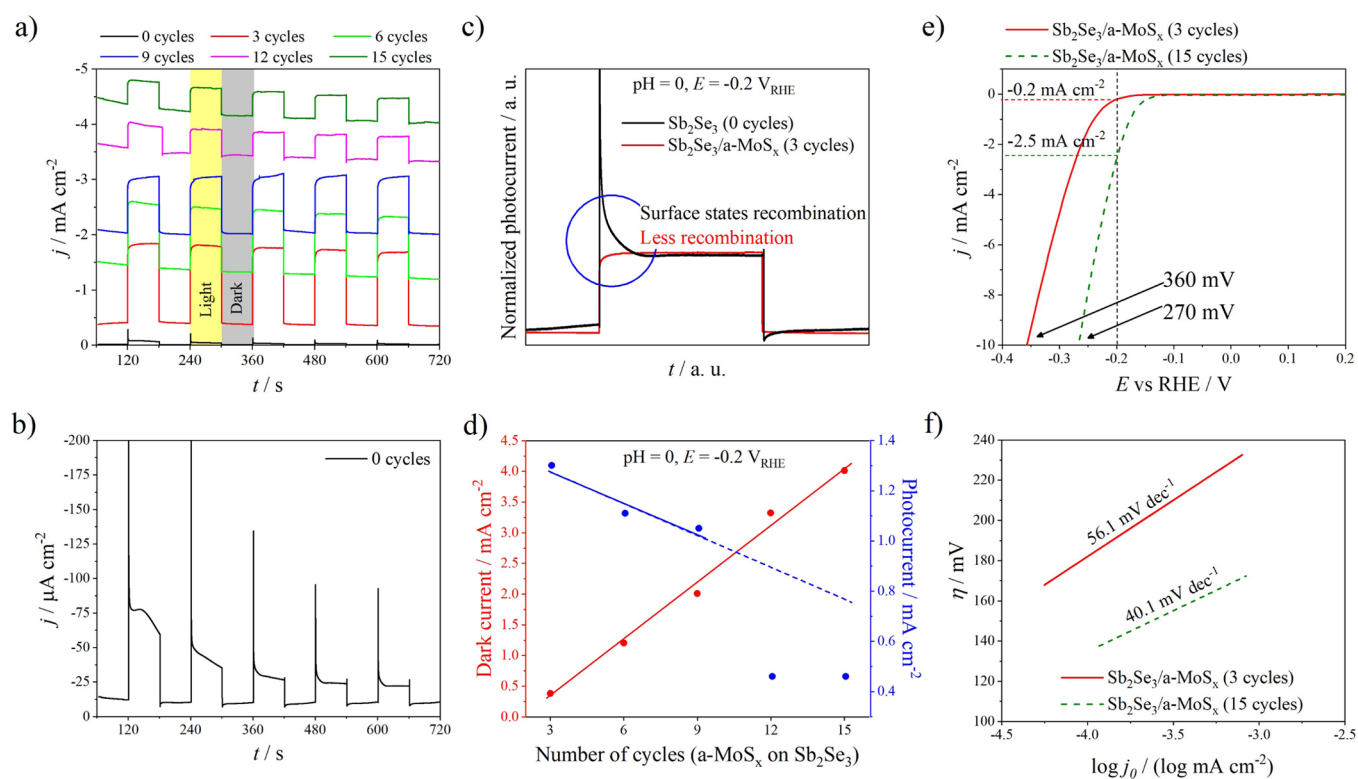 a)
0 cycles 3 cycles 6 cycles
9 cycles 12 cycles 15 cycles
-5
-4
-3
-2
-1
0
j / mA cm⁻²
Light
Dark
120 240 360 480 600 720
t / s
b)
-200
-175
-150
-125
-100
-75
-50
-25
0
j / μA cm⁻²
0 cycles
120 240 360 480 600 720
t / s
c)
pH = 0, E = -0.2 V_RHE
Sb₂Se₃ (0 cycles)
Sb₂Se₃/a-MoSₓ (3 cycles)
Surface states recombination
Less recombination
Normalized photocurrent / a. u.
t / a. u.
d)
pH = 0, E = -0.2 V_RHE
4.5
4.0
3.5
3.0
2.5
2.0
1.5
1.0
0.5
0.0
Dark current / mA cm⁻²
1.4
1.2
1.0
0.8
0.6
0.4
Photocurrent / mA cm⁻²
3 6 9 12 15
Number of cycles (a-MoSₓ on Sb₂Se₃)
e)
Sb₂Se₃/a-MoSₓ (3 cycles)
Sb₂Se₃/a-MoSₓ (15 cycles)
0
-2
-4
-6
-8
-10
j / mA cm⁻²
-0.2 mA cm⁻²
-2.5 mA cm⁻²
360 mV
270 mV
-0.4 -0.3 -0.2 -0.1 0.0 0.1 0.2
E vs RHE / V
f)
240
220
200
180
160
140
120
100
η / mV
56.1 mV dec⁻¹
40.1 mV dec⁻¹
Sb₂Se₃/a-MoSₓ (3 cycles)
Sb₂Se₃/a-MoSₓ (15 cycles)
-4.5 -4.0 -3.5 -3.0 -2.5
log j₀ / (log mA cm⁻²)